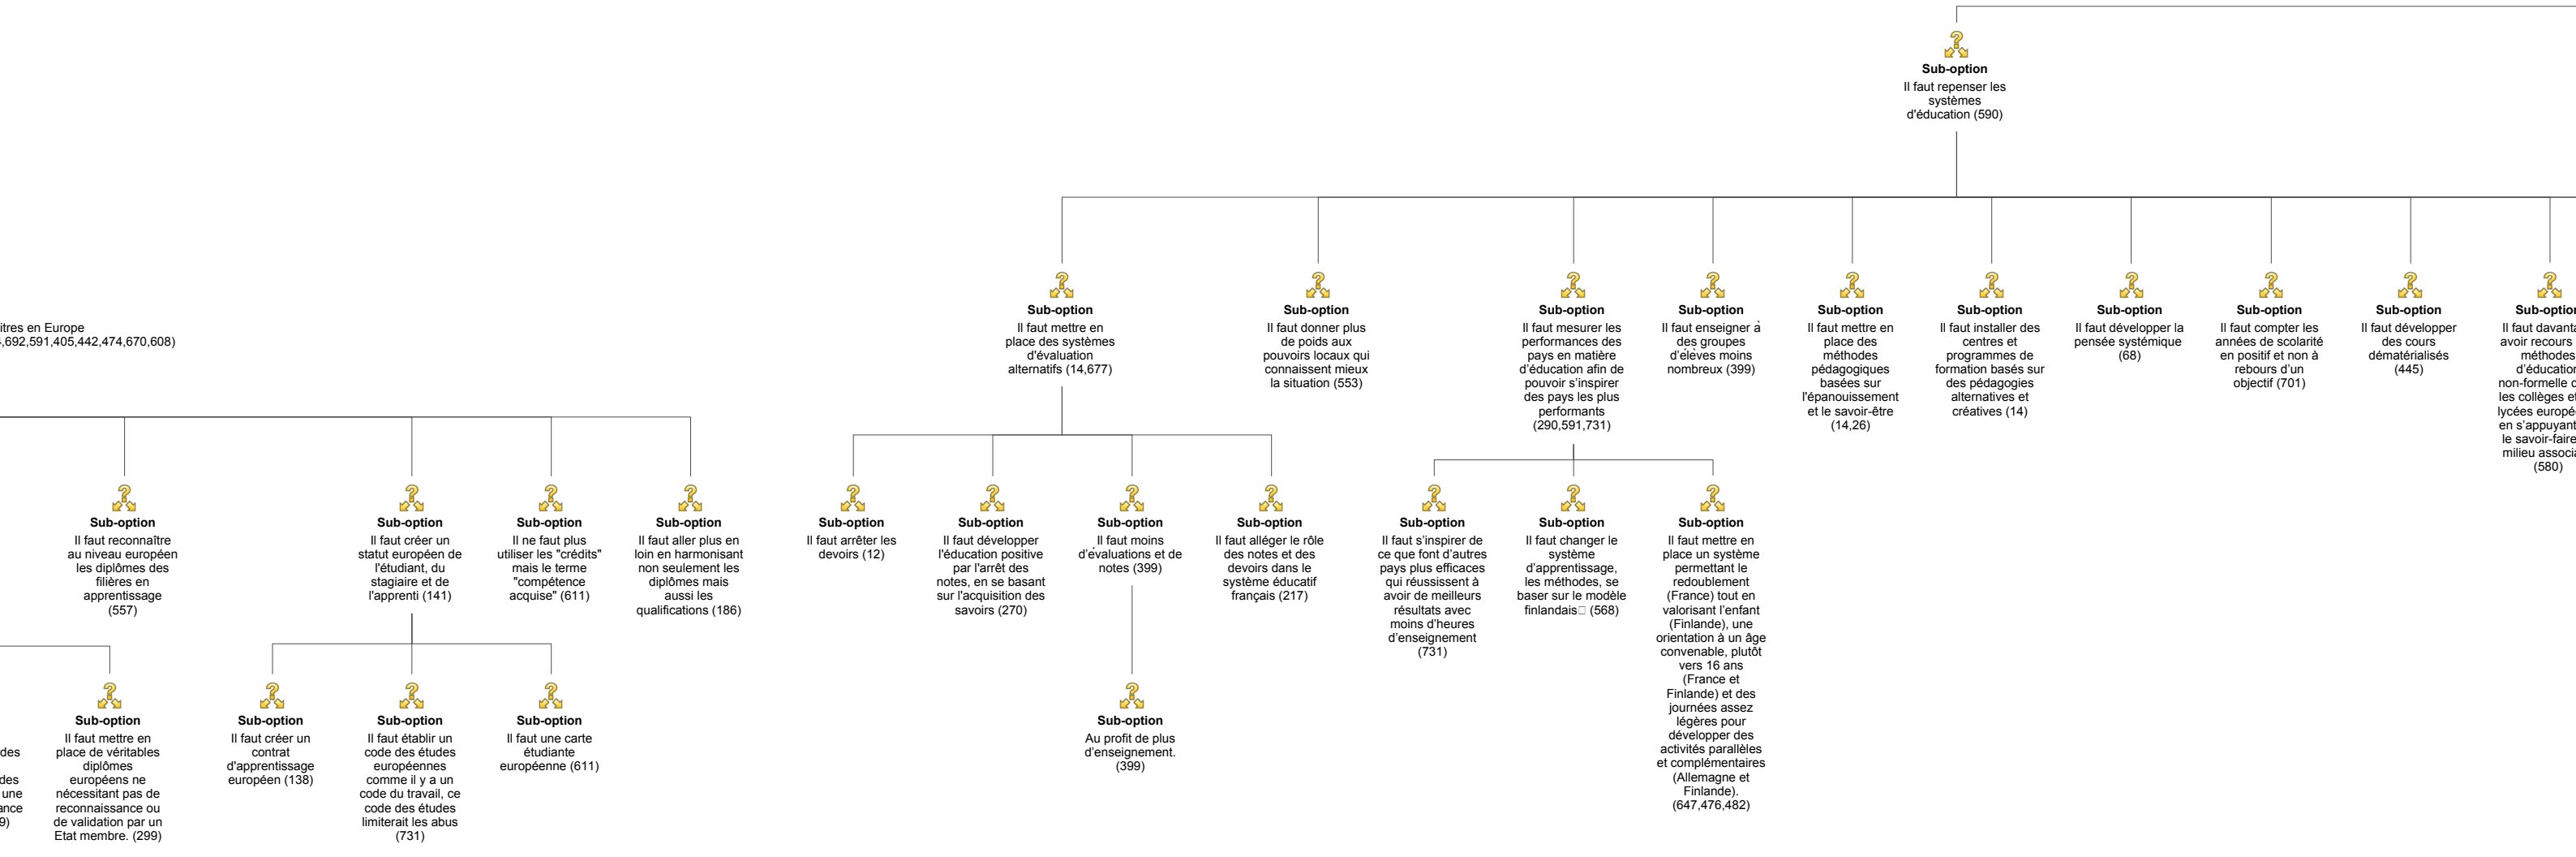 Sub-option
Il faut repenser les
systèmes
d'éducation (590)
itres en Europe
,692,591,405,442,474,670,608)
Sub-option
Il faut mettre en
place des systèmes
d'évaluation
alternatifs (14,677)
Sub-option
Il faut donner plus
de poids aux
pouvoirs locaux qui
connaissent mieux
la situation (553)
Sub-option
Il faut mesurer les
performances des
pays en matière
d'éducation afin de
pouvoir s'inspirer
des pays les plus
performants
(290,591,731)
Sub-option
Il faut enseigner à
des groupes
d'élèves moins
nombreux (399)
Sub-option
Il faut mettre en
place des
méthodes
pédagogiques
basées sur
l'épanouissement
et le savoir-être
(14,26)
Sub-option
Il faut installer des
centres et
programmes de
formation basés sur
des pédagogies
alternatives et
créatives (14)
Sub-option
Il faut développer la
pensée systémique
(68)
Sub-option
Il faut compter les
années de scolarité
en positif et non à
rebours d'un
objectif (701)
Sub-option
Il faut développer
des cours
dématérialisés
(445)
Sub-option
Il faut davanta
avoir recours
méthodes
d'éducation
non-formelle d
les collèges et
lycées europé
en s'appuyant
le savoir-faire
milieu associa
(580)
Sub-option
Il faut reconnaître
au niveau européen
les diplômes des
filières en
apprentissage
(557)
Sub-option
Il faut créer un
statut européen de
l'étudiant, du
stagiaire et de
l'apprenti (141)
Sub-option
Il ne faut plus
utiliser les "crédits"
mais le terme
"compétence
acquise" (611)
Sub-option
Il faut aller plus en
loin en harmonisant
non seulement les
diplômes mais
aussi les
qualifications (186)
Sub-option
Il faut arrêter les
devoirs (12)
Sub-option
Il faut développer
l'éducation positive
par l'arrêt des
notes, en se basant
sur l'acquisition des
savoirs (270)
Sub-option
Il faut moins
d'évaluations et de
notes (399)
Sub-option
Il faut alléger le rôle
des notes et des
devoirs dans le
système éducatif
français (217)
Sub-option
Il faut s'inspirer de
ce que font d'autres
pays plus efficaces
qui réussissent à
avoir de meilleurs
résultats avec
moins d'heures
d'enseignement
(731)
Sub-option
Il faut changer le
système
d'apprentissage,
les méthodes, se
baser sur le modèle
finlandais (568)
Sub-option
Il faut mettre en
place un système
permettant le
redoublement
(France) tout en
valorisant l'enfant
(Finlande), une
orientation à un âge
convenable, plutôt
vers 16 ans
(France et
Finlande) et des
journées assez
légères pour
développer des
activités parallèles
et complémentaires
(Allemagne et
Finlande).
(647,476,482)
des
des
une
ance
9)
Sub-option
Il faut mettre en
place de véritables
diplômes
européens ne
nécessitant pas de
reconnaissance ou
de validation par un
Etat membre. (299)
Sub-option
Il faut créer un
contrat
d'apprentissage
européen (138)
Sub-option
Il faut établir un
code des études
européennes
comme il y a un
code du travail, ce
code des études
limiterait les abus
(731)
Sub-option
Il faut une carte
étudiante
européenne (611)
Sub-option
Au profit de plus
d'enseignement.
(399)